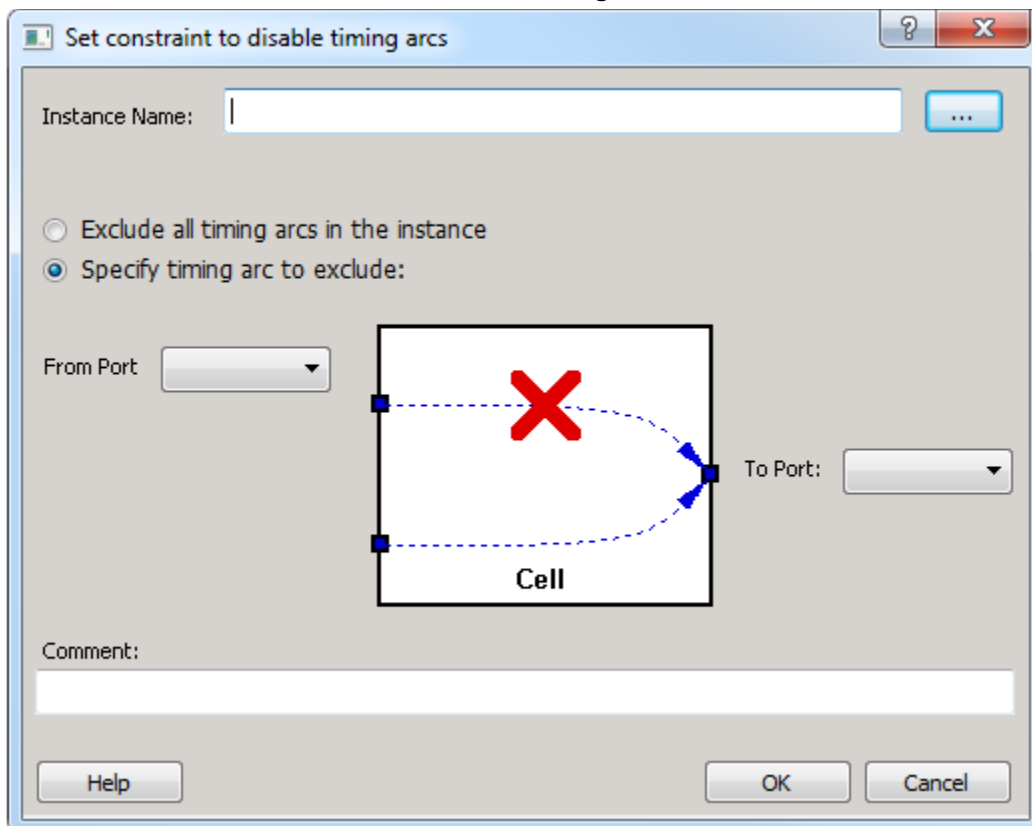 Set constraint to disable timing arcs
Instance Name:
...
Exclude all timing arcs in the instance
Specify timing arc to exclude:
From Port
To Port:
Cell
Comment:
Help
OK
Cancel